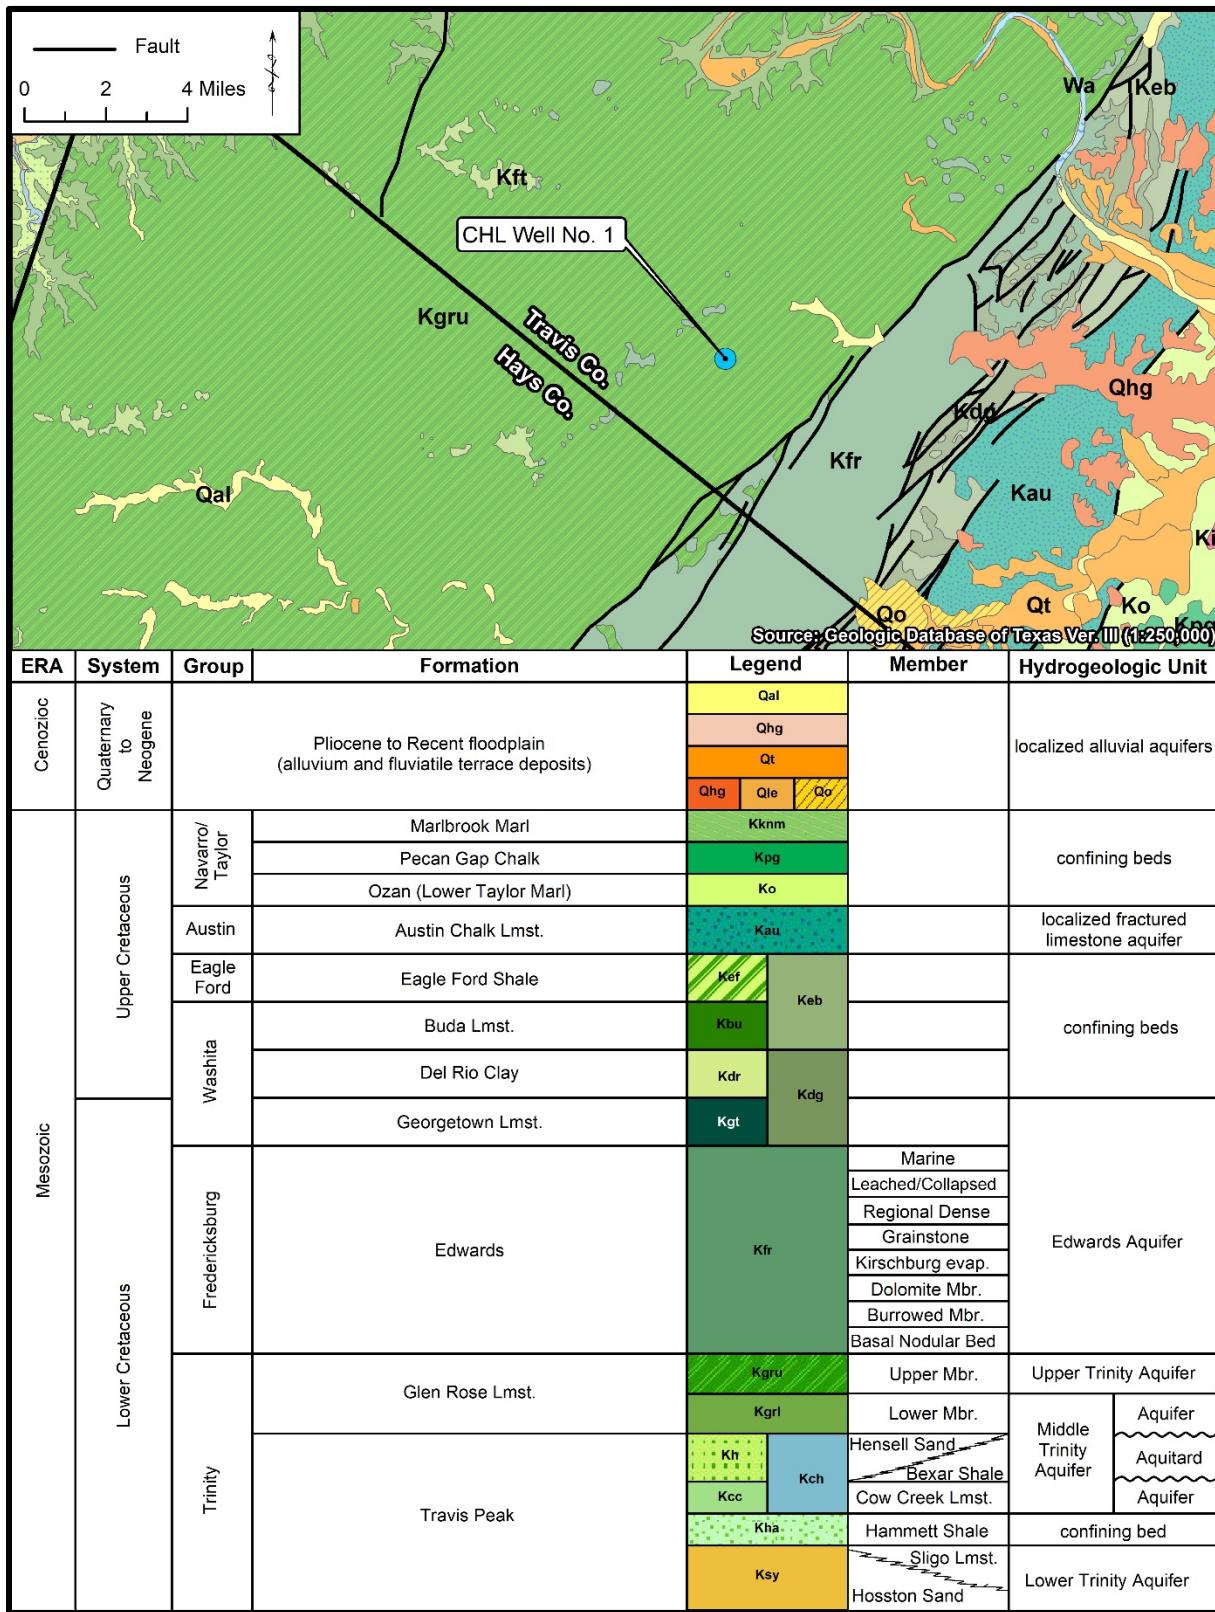 Fault
0 2 4 Miles
N
Wa
Keb
Kft
CHL Well No. 1
Kgru
Travis Co.
Hays Co.
Qhg
Kdg
Kfr
Qal
Kau
Ki
Qo
Qt
Ko
Kpg
Source: Geologic Database of Texas Ver. III (1:250,000)
ERA System Group Formation Legend Member Hydrogeologic Unit
Cenozioc
Quaternary
to
Neogene
Pliocene to Recent floodplain
(alluvium and fluviatile terrace deposits)
Qal
Qhg
Qt
Qhg Qle Qo
localized alluvial aquifers
Mesozoic
Upper Cretaceous
Navarro/
Taylor
Marlbrook Marl Kknm
Pecan Gap Chalk Kpg
Ozan (Lower Taylor Marl) Ko
confining beds
Austin Austin Chalk Lmst. Kau
localized fractured
limestone aquifer
Eagle
Ford
Eagle Ford Shale Kef
Keb
Washita
Buda Lmst. Kbu
confining beds
Del Rio Clay Kdr
Kdg
Lower Cretaceous
Georgetown Lmst. Kgt
Fredericksburg
Edwards
Kfr
Marine
Leached/Collapsed
Regional Dense
Grainstone
Kirschburg evap.
Dolomite Mbr.
Burrowed Mbr.
Basal Nodular Bed
Edwards Aquifer
Trinity
Glen Rose Lmst.
Kgru Upper Mbr. Upper Trinity Aquifer
Kgrl Lower Mbr.
Middle
Trinity
Aquifer
Aquifer
Travis Peak
Kh
Kch
Hensell Sand
Bexar Shale
Aquitard
Kcc Cow Creek Lmst. Aquifer
Kha Hammett Shale confining bed
Ksy
Sligo Lmst.
Hosston Sand
Lower Trinity Aquifer